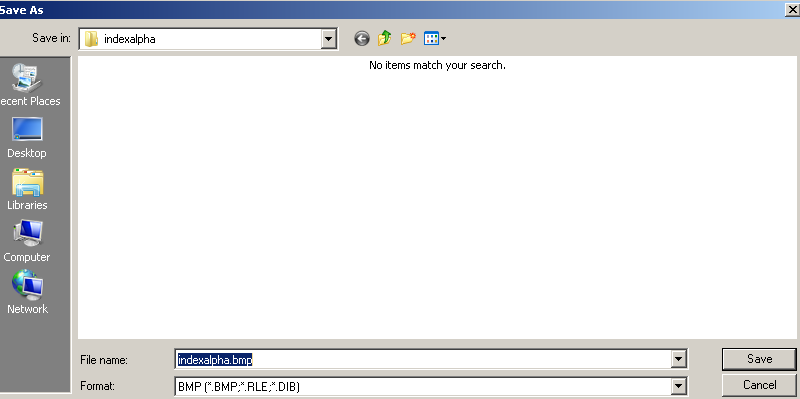 Save As
Save in:
indexalpha
No items match your search.
ecent Places
Desktop
Libraries
Computer
Network
File name:
indexalpha.bmp
Save
Format:
BMP (*.BMP;*.RLE;*.DIB)
Cancel